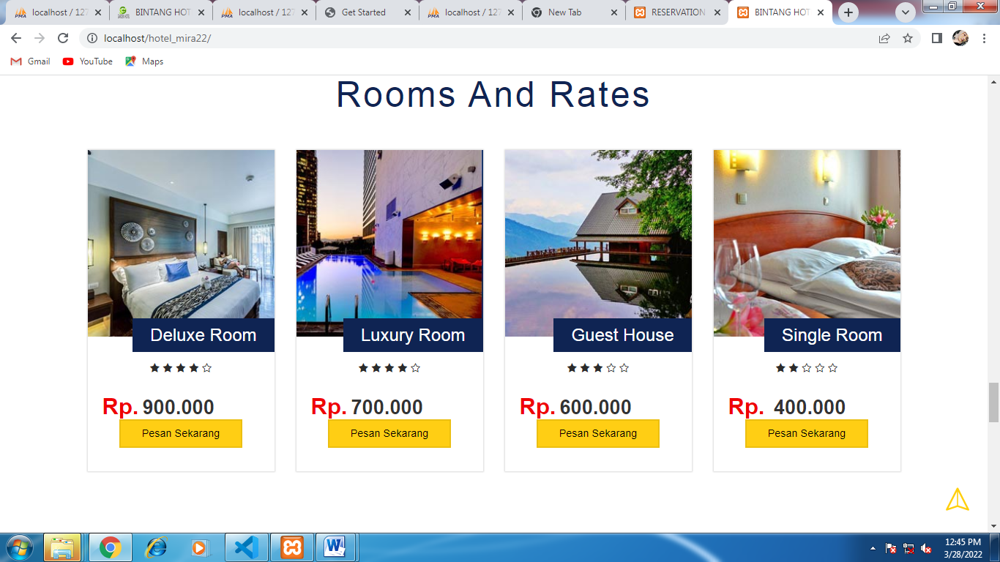 localhost / 127
BINTANG HOT
localhost / 127
Get Started
localhost / 127
New Tab
RESERVATION
BINTANG HOT
localhost/hotel_mira22/
Gmail
YouTube
Maps
Rooms And Rates
Deluxe Room
Luxury Room
Guest House
Single Room
Rp. 900.000
Rp. 700.000
Rp. 600.000
Rp. 400.000
Pesan Sekarang
Pesan Sekarang
Pesan Sekarang
Pesan Sekarang
12:45 PM
3/28/2022